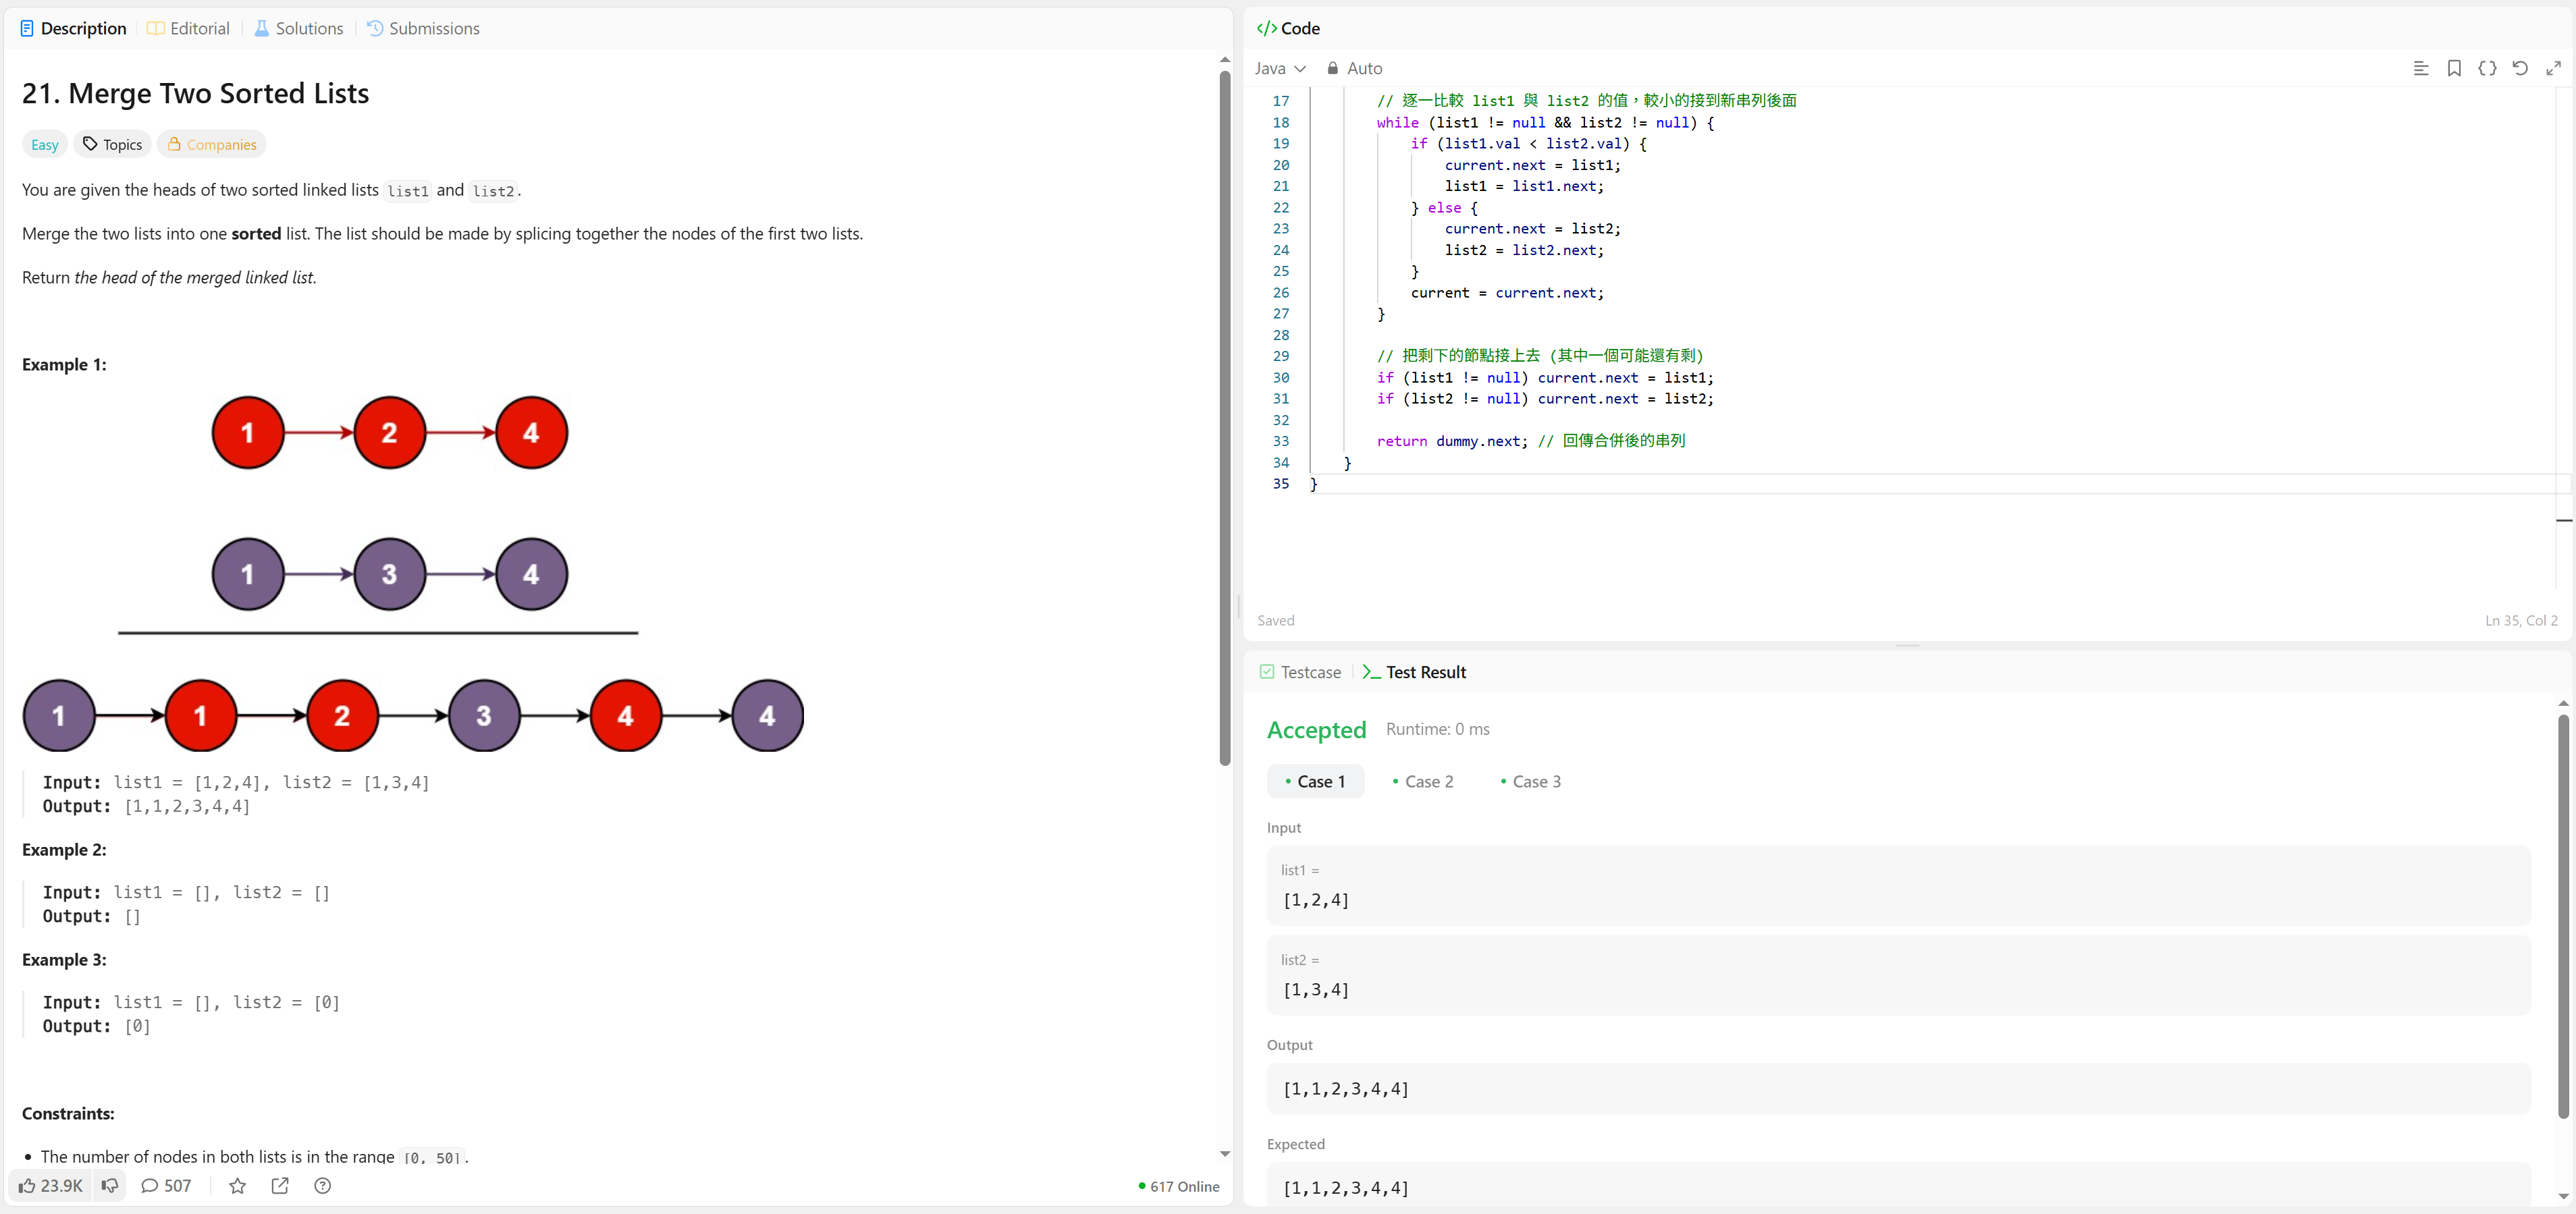 Description
Editorial
Solutions
Submissions
21. Merge Two Sorted Lists
Easy
Topics
Companies
You are given the heads of two sorted linked lists list1 and list2.
Merge the two lists into one sorted list. The list should be made by splicing together the nodes of the first two lists.
Return the head of the merged linked list.
Example 1:
1 2 4
1 3 4
1 1 2 3 4 4
Input: list1 = [1,2,4], list2 = [1,3,4]
Output: [1,1,2,3,4,4]
Example 2:
Input: list1 = [], list2 = []
Output: []
Example 3:
Input: list1 = [], list2 = [0]
Output: [0]
Constraints:
• The number of nodes in both lists is in the range [0, 50].
23.9K
507
617 Online
</> Code
Java
Auto
17 // 逐一比較 list1 與 list2 的值，較小的接到新串列後面
18 while (list1 != null && list2 != null) {
19 if (list1.val < list2.val) {
20 current.next = list1;
21 list1 = list1.next;
22 } else {
23 current.next = list2;
24 list2 = list2.next;
25 }
26 current = current.next;
27 }
28
29 // 把剩下的節點接上去 (其中一個可能還有剩)
30 if (list1 != null) current.next = list1;
31 if (list2 != null) current.next = list2;
32
33 return dummy.next; // 回傳合併後的串列
34 }
35 }
Saved
Ln 35, Col 2
Testcase
Test Result
Accepted
Runtime: 0 ms
• Case 1
• Case 2
• Case 3
Input
list1 =
[1,2,4]
list2 =
[1,3,4]
Output
[1,1,2,3,4,4]
Expected
[1,1,2,3,4,4]